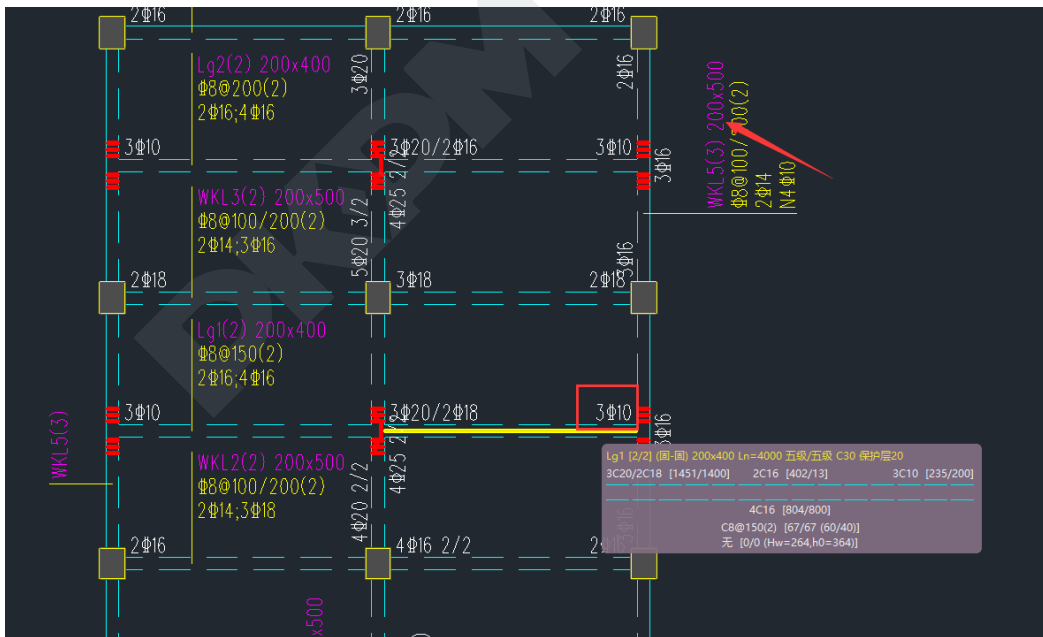 2Φ16
2Φ16
2Φ16
Lg2(2) 200x400
Φ8@200(2)
2Φ16;4Φ16
3Φ20
2Φ16
WKL5(3) 200x500
Φ8@100/200(2)
2Φ14
N4Φ10
3Φ10
3Φ20/2Φ16
3Φ10
3Φ16
WKL3(2) 200x500
Φ8@100/200(2)
2Φ14;3Φ16
5Φ20 3/2
4Φ25 2/2
3Φ16
2Φ18
3Φ18
2Φ18
Lg1(2) 200x400
Φ8@150(2)
2Φ16;4Φ16
WKL5(3)
3Φ10
3Φ20/2Φ18
3Φ10
3Φ16
WKL2(2) 200x500
Φ8@100/200(2)
2Φ14;3Φ18
4Φ20 2/2
4Φ25 2/2
Lg1 [2/2] (固-固) 200x400 Ln=4000 五级/五级 C30 保护层20
3C20/2C18 [1451/1400] 2C16 [402/13] 3C10 [235/200]
4C16 [804/800]
C8@150(2) [67/67 (60/40)]
无 [0/0 (Hw=264,h0=364)]
2Φ16
4Φ16 2/2
x500
PKPM